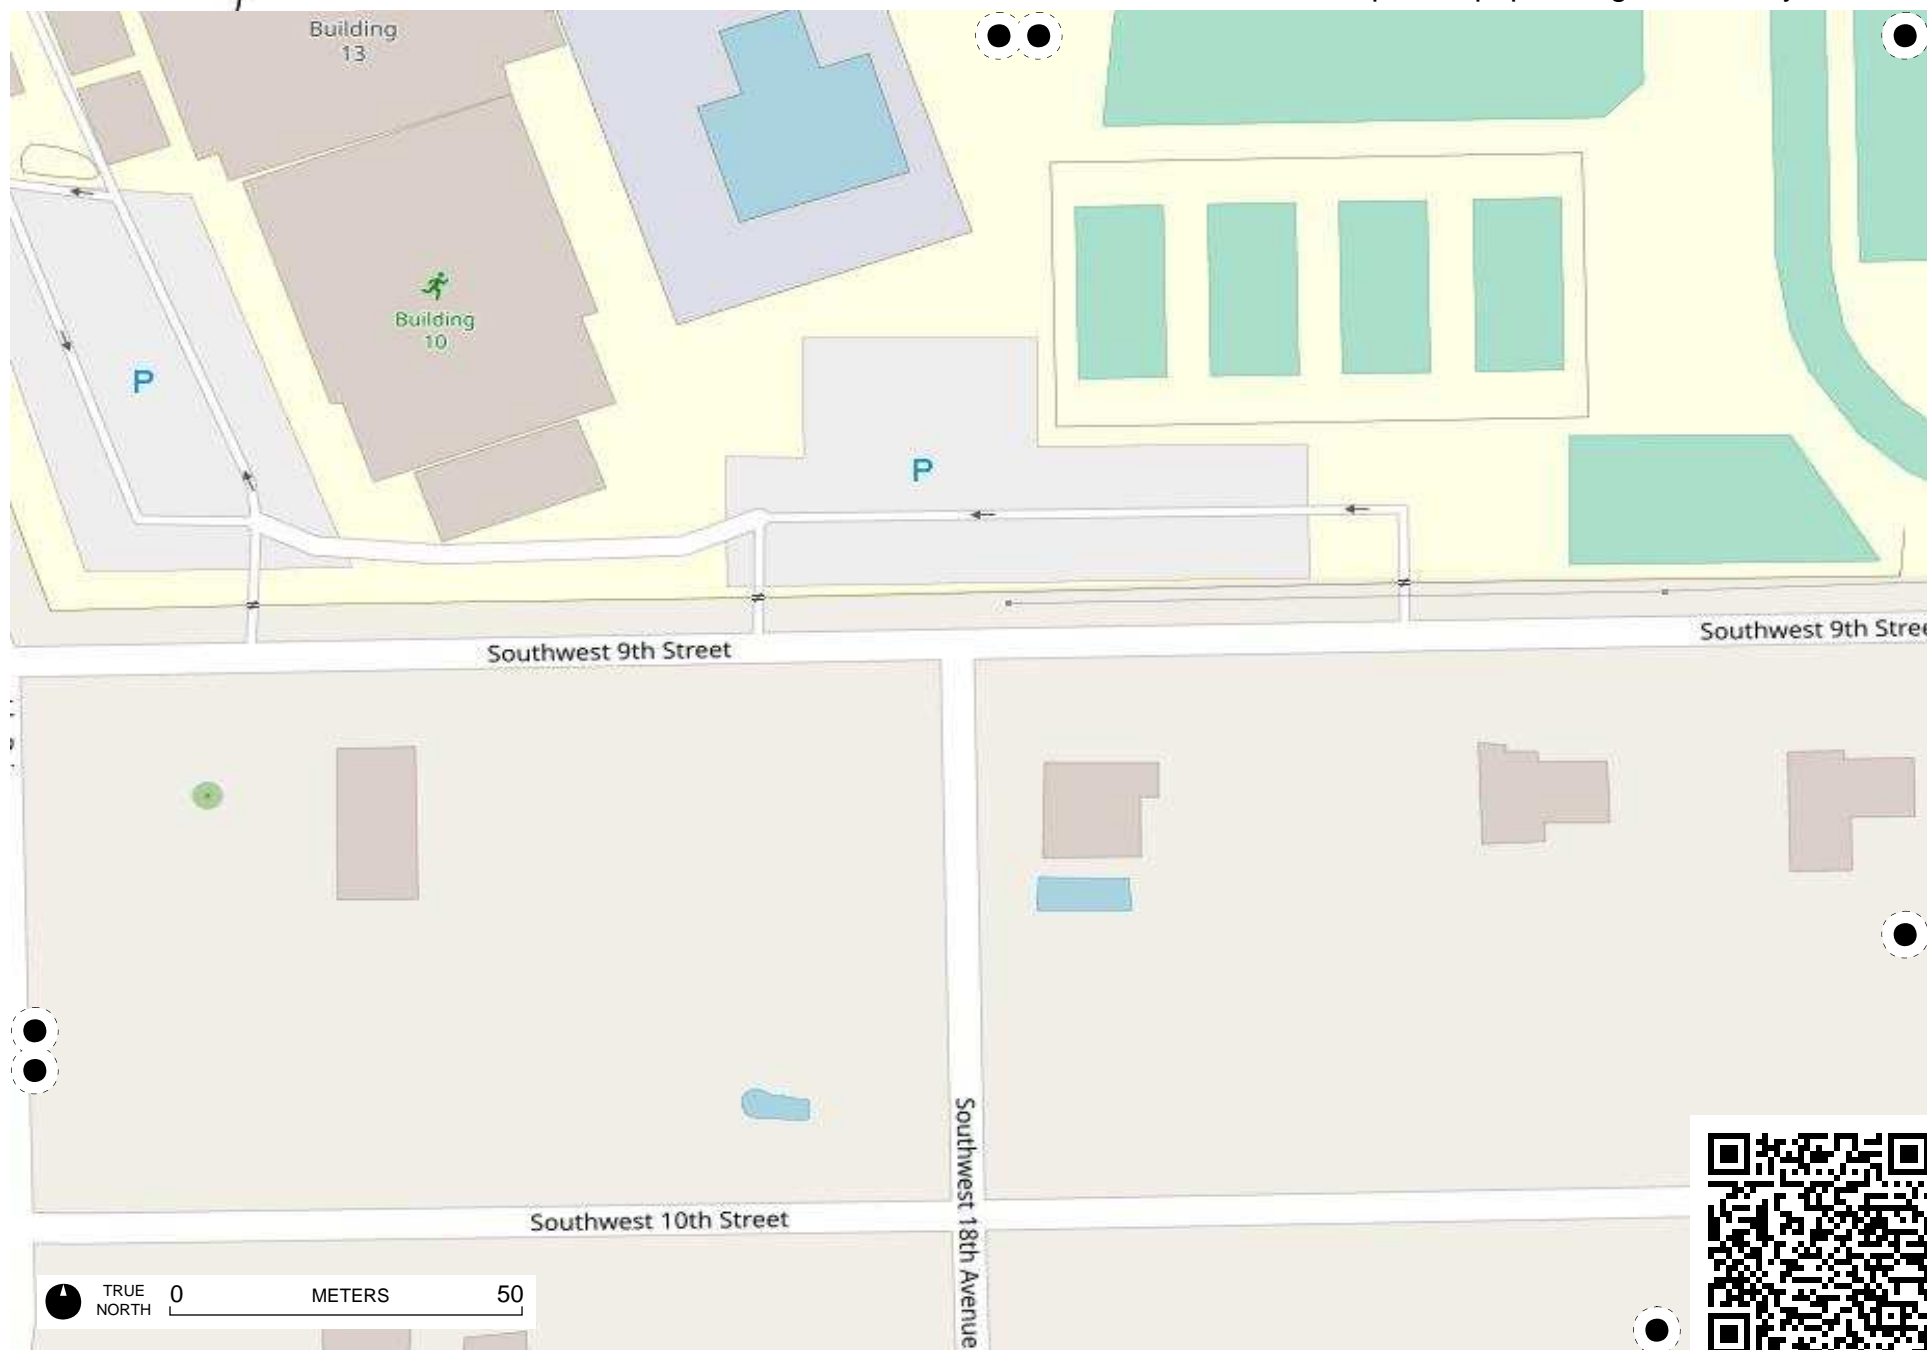 Building
13
Building
10
P
P
Southwest 9th Street
Southwest 9th Stree
Southwest 18th Avenue
Southwest 10th Street
TRUE
NORTH
0 METERS 50